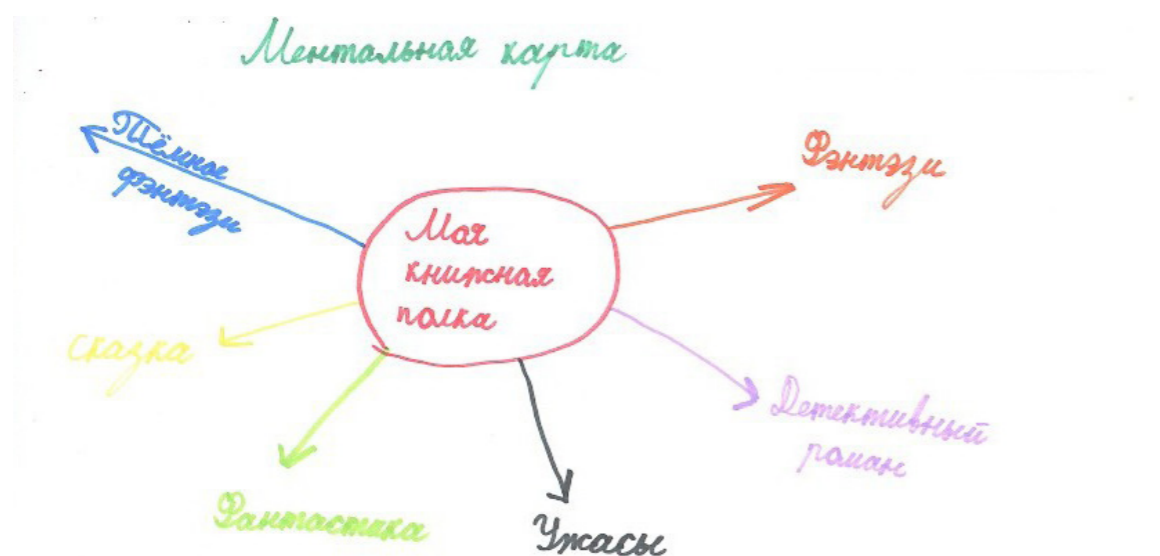 Ментальная карта
Тёмное
фэнтэзи
Фэнтэзи
Моя
книжная
полка
сказка
Детективный
роман
Фантастика
Ужасы